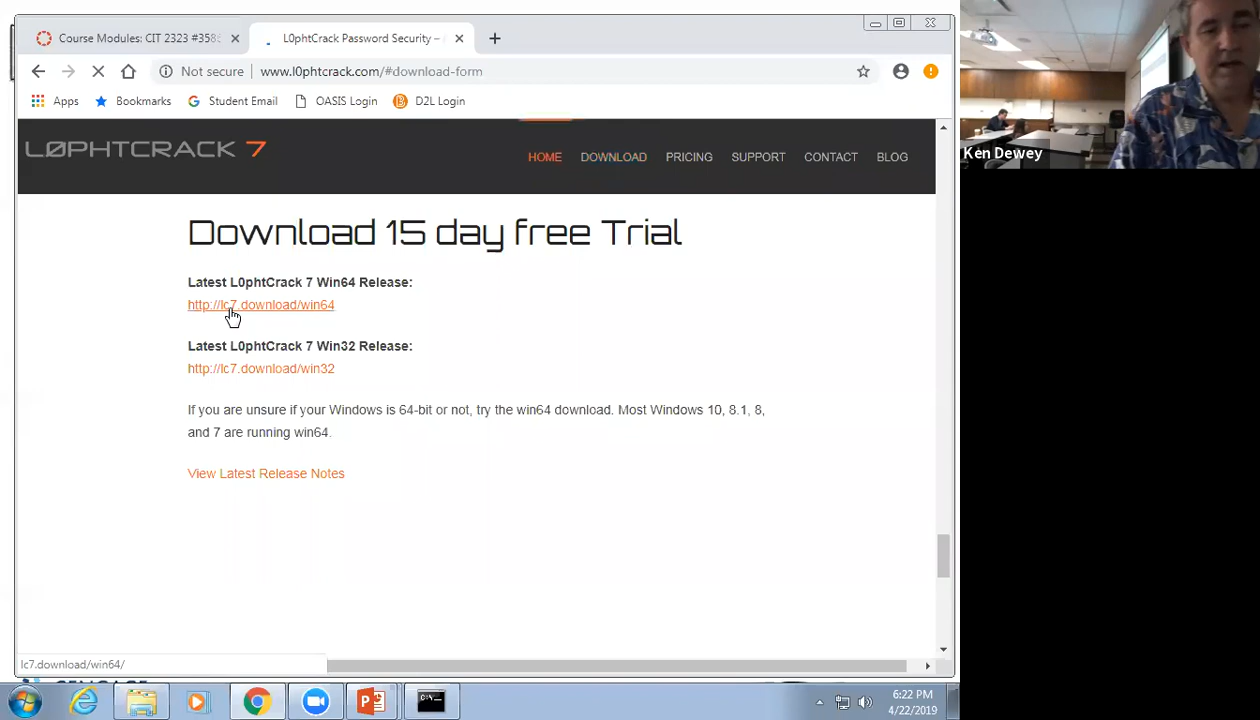 Course Modules: CIT 2323 #358
L0phtCrack Password Security –
Not secure
www.l0phtcrack.com/#download-form
Apps
Bookmarks
Student Email
OASIS Login
D2L Login
L0PHTCRACK 7
HOME
DOWNLOAD
PRICING
SUPPORT
CONTACT
BLOG
Download 15 day free Trial
Latest L0phtCrack 7 Win64 Release:
http://lc7.download/win64
Latest L0phtCrack 7 Win32 Release:
http://lc7.download/win32
If you are unsure if your Windows is 64-bit or not, try the win64 download. Most Windows 10, 8.1, 8,
and 7 are running win64.
View Latest Release Notes
lc7.download/win64/
6:22 PM
4/22/2019
Ken Dewey